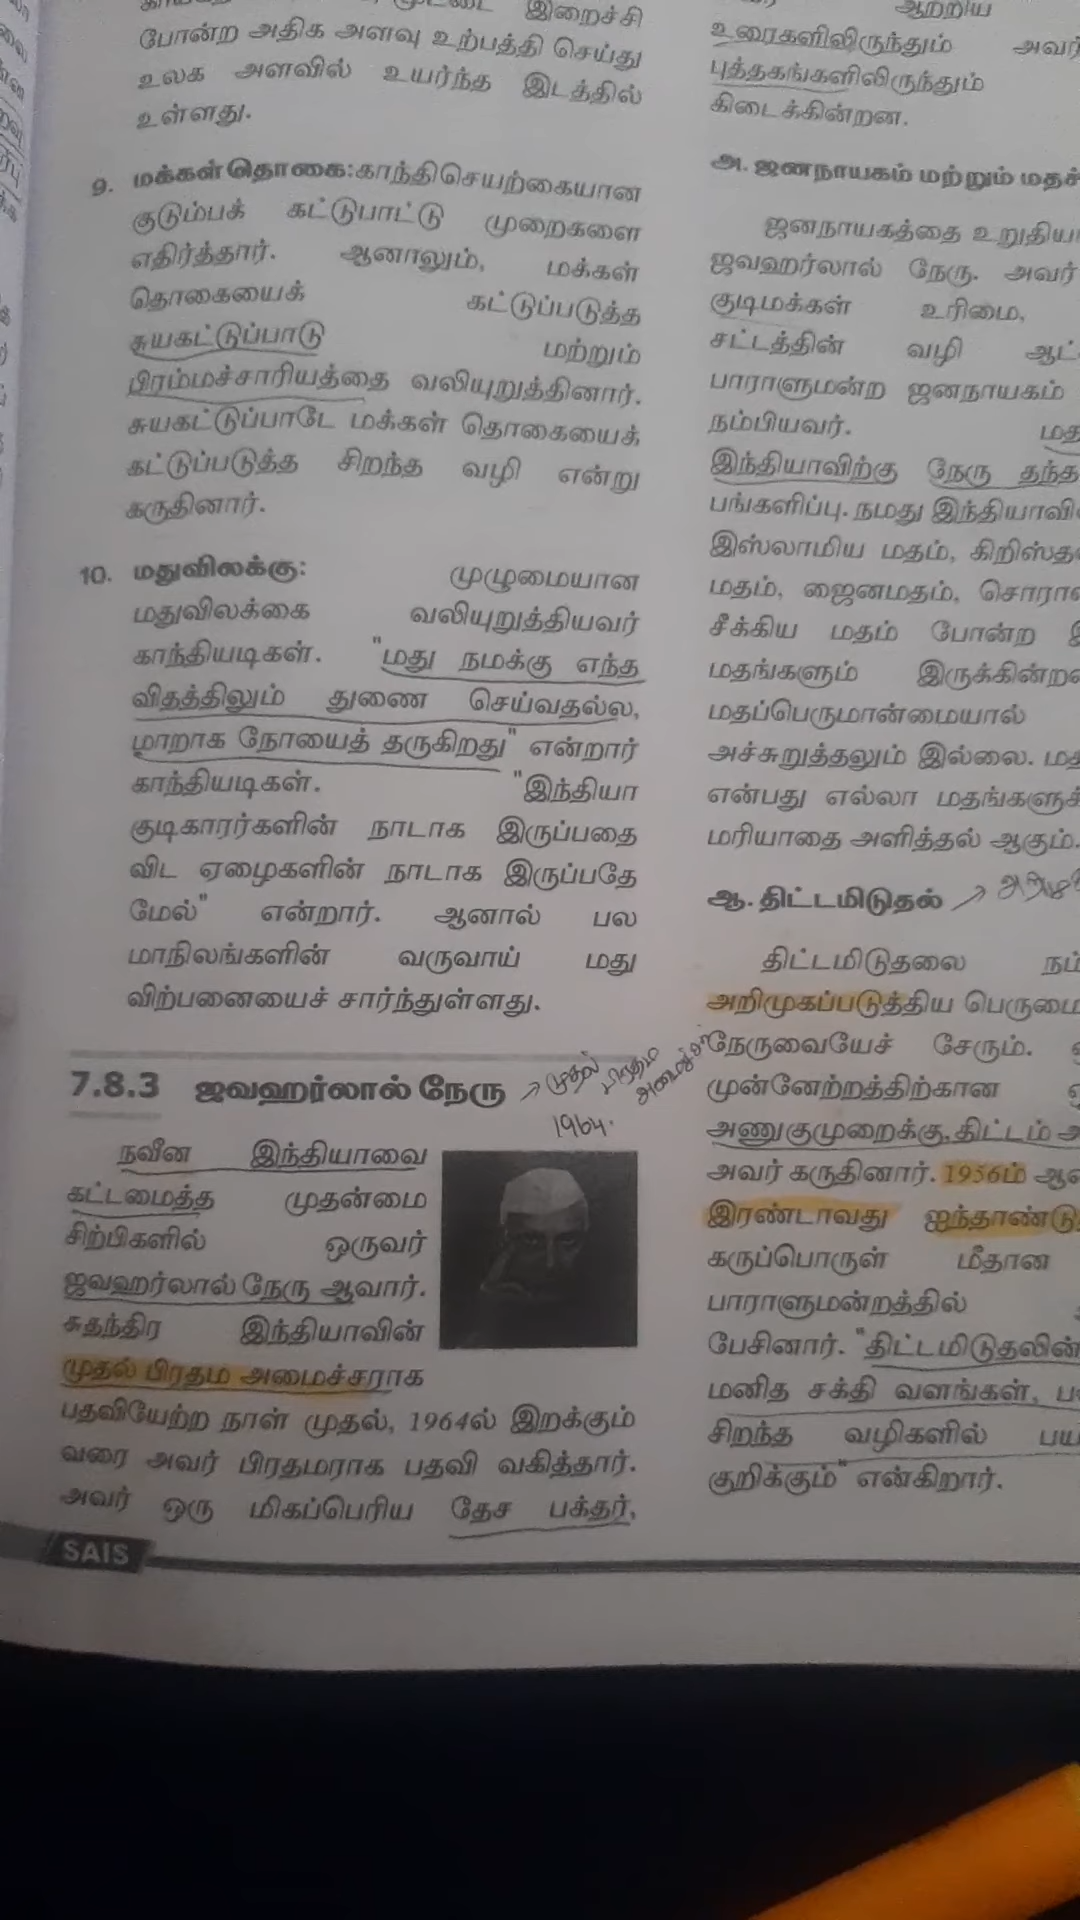 இறைச்சி
போன்ற அதிக அளவு உற்பத்தி செய்து
உலக அளவில் உயர்ந்த இடத்தில்
உள்ளது.
9. மக்கள் தொகை: காந்தி செயற்கையான
குடும்பக் கட்டுபாட்டு முறைகளை
எதிர்த்தார். ஆனாலும், மக்கள்
தொகையைக் கட்டுப்படுத்த
சுயகட்டுப்பாடு மற்றும்
பிரம்மச்சாரியத்தை வலியுறுத்தினார்.
சுயகட்டுப்பாடே மக்கள் தொகையைக்
கட்டுப்படுத்த சிறந்த வழி என்று
கருதினார்.
10. மதுவிலக்கு: முழுமையான
மதுவிலக்கை வலியுறுத்தியவர்
காந்தியடிகள். "மது நமக்கு எந்த
விதத்திலும் துணை செய்வதல்ல,
மாறாக நோயைத் தருகிறது" என்றார்
காந்தியடிகள். "இந்தியா
குடிகாரர்களின் நாடாக இருப்பதை
விட ஏழைகளின் நாடாக இருப்பதே
மேல்" என்றார். ஆனால் பல
மாநிலங்களின் வருவாய் மது
விற்பனையைச் சார்ந்துள்ளது.
7.8.3 ஜவஹர்லால் நேரு → முதல் பிரதம அமைச்சர்
1964.
நவீன இந்தியாவை
கட்டமைத்த முதன்மை
சிற்பிகளில் ஒருவர்
ஜவஹர்லால் நேரு ஆவார்.
சுதந்திர இந்தியாவின்
முதல் பிரதம அமைச்சராக
பதவியேற்ற நாள் முதல், 1964ல் இறக்கும்
வரை அவர் பிரதமராக பதவி வகித்தார்.
அவர் ஒரு மிகப்பெரிய தேச பக்தர்,
SAIS
ஆற்றிய
உரைகளிலிருந்தும் அவர்
புத்தகங்களிலிருந்தும்
கிடைக்கின்றன.
அ. ஜனநாயகம் மற்றும்
ஜனநாயகத்தை
ஜவஹர்லால் நேரு. அவர்
குடிமக்கள் உரிமை,
சட்டத்தின் வழி
பாராளுமன்ற ஜனநாயகம்
நம்பியவர்.
இந்தியாவிற்கு நேரு தந்த
பங்களிப்பு. நமது
இஸ்லாமிய மதம்,
மதம், ஜைனமதம்,
சீக்கிய மதம் போன்ற
மதங்களும்
மதப்பெருமான்மையால்
அச்சுறுத்தலும் இல்லை.
என்பது எல்லா
மரியாதை அளித்தல் ஆகும்.
ஆ. திட்டமிடுதல் →
திட்டமிடுதலை
அறிமுகப்படுத்திய
நேருவையேச் சேரும்.
முன்னேற்றத்திற்கான
அணுகுமுறைக்கு, திட்டம்
அவர் கருதினார். 1956ம்
இரண்டாவது ஐந்தாண்டு
கருப்பொருள் மீதான
பாராளுமன்றத்தில்
பேசினார். "திட்டமிடுதலின்
மனித சக்தி வளங்கள்,
சிறந்த வழிகளில்
குறிக்கும்" என்கிறார்.